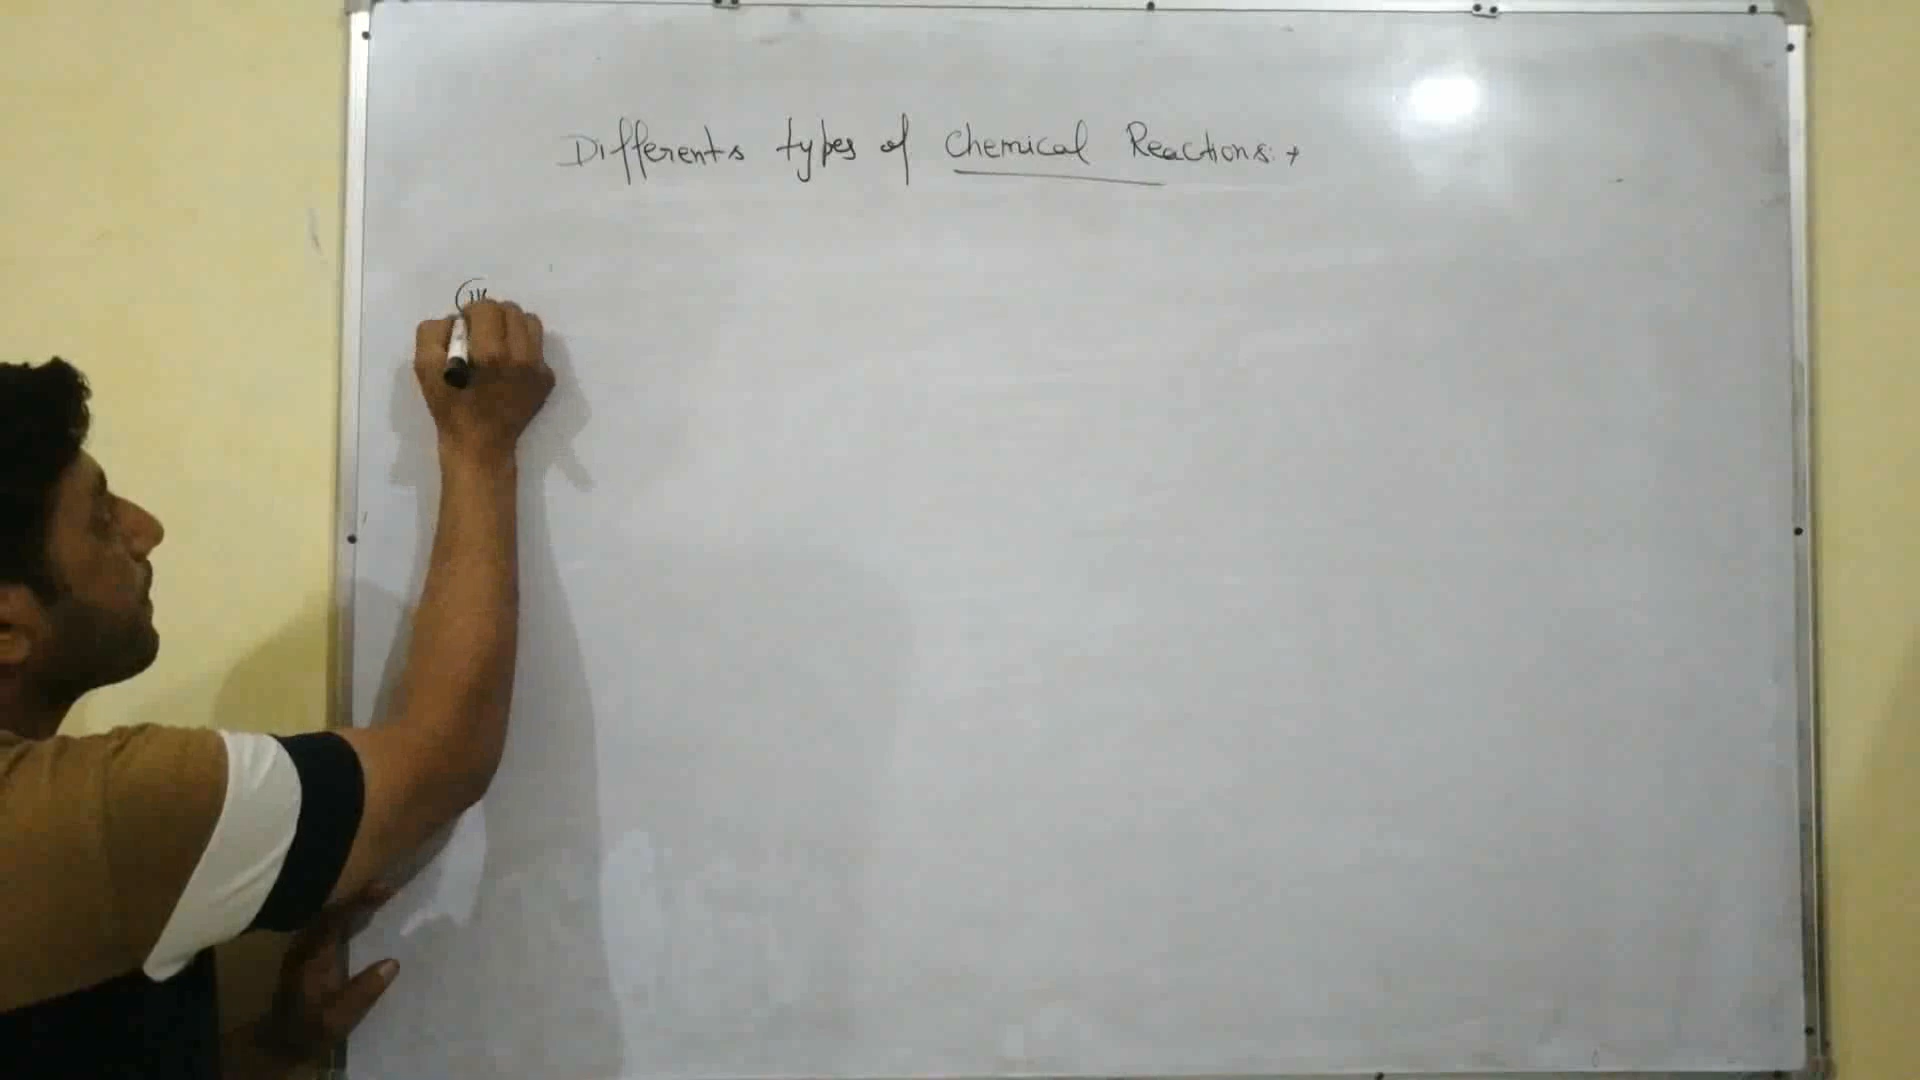 Differents types of Chemical Reactions:→